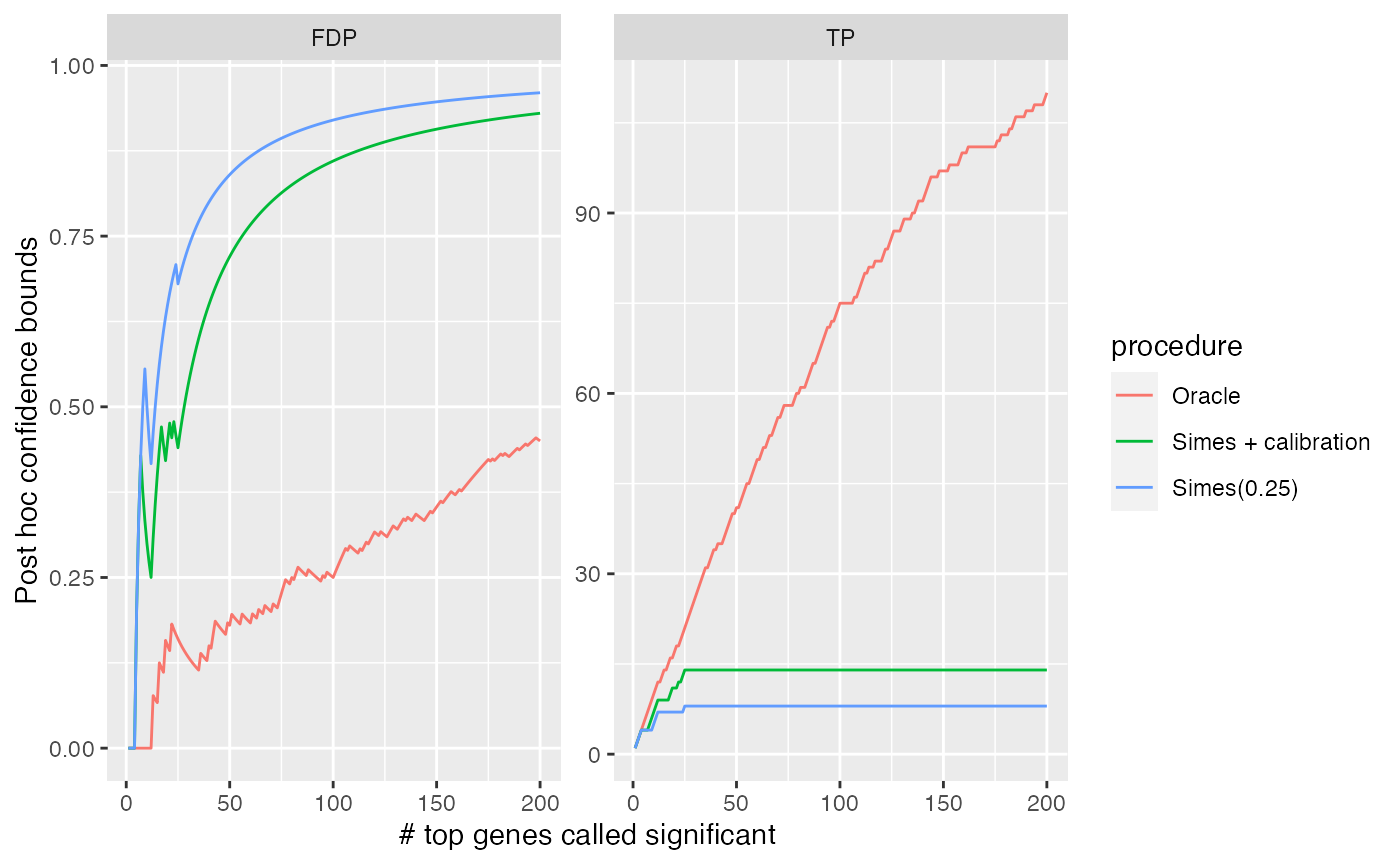 FDP
TP
Post hoc confidence bounds
1.00
0.75
0.50
0.25
0.00
0
50
100
150
200
90
60
30
0
0
50
100
150
200
# top genes called significant
procedure
Oracle
Simes + calibration
Simes(0.25)